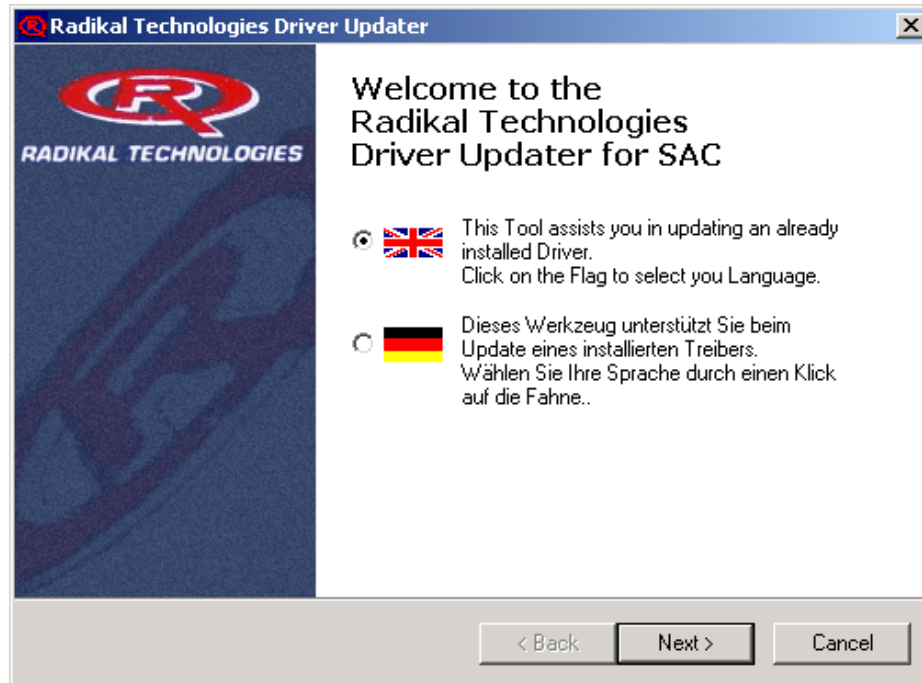 Radikal Technologies Driver Updater
RADIKAL TECHNOLOGIES
Welcome to the
Radikal Technologies
Driver Updater for SAC
This Tool assists you in updating an already
installed Driver.
Click on the Flag to select you Language.
Dieses Werkzeug unterstützt Sie beim
Update eines installierten Treibers.
Wählen Sie Ihre Sprache durch einen Klick
auf die Fahne..
< Back
Next >
Cancel